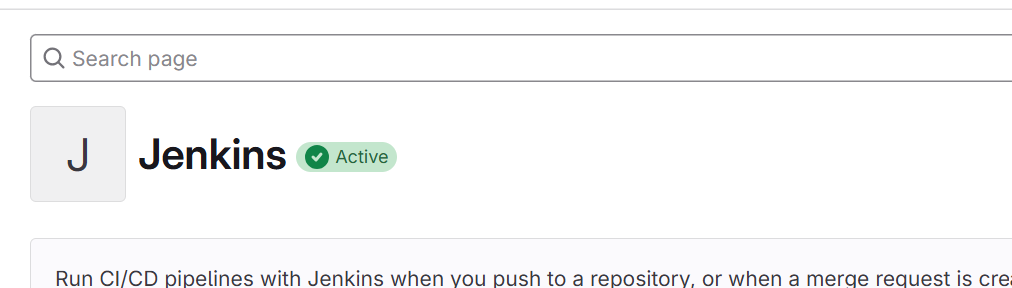 Search page
J
Jenkins
Active
Run CI/CD pipelines with Jenkins when you push to a repository, or when a merge request is